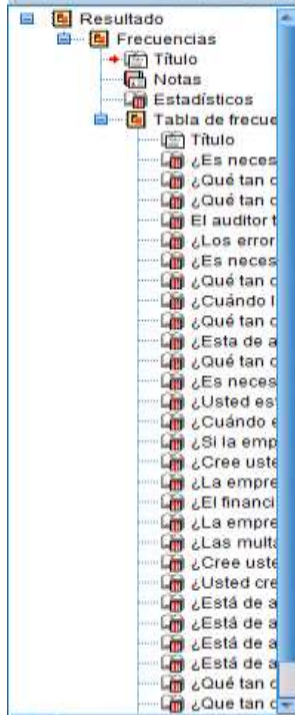 Resultado
Frecuencias
Título
Notas
Estadísticos
Tabla de frecue
Título
¿Es neces
¿Qué tan c
¿Qué tan c
El auditor t
¿Los error
¿Es neces
¿Qué tan c
¿Cuándo l
¿Qué tan c
¿Esta de a
¿Qué tan c
¿Es neces
¿Usted es
¿Cuándo e
¿Si la emp
¿Cree uste
¿La empre
¿El financi
¿La empre
¿Las multa
¿Cree uste
¿Usted cre
¿Está de a
¿Está de a
¿Está de a
¿Está de a
¿Qué tan c
¿Que tan c